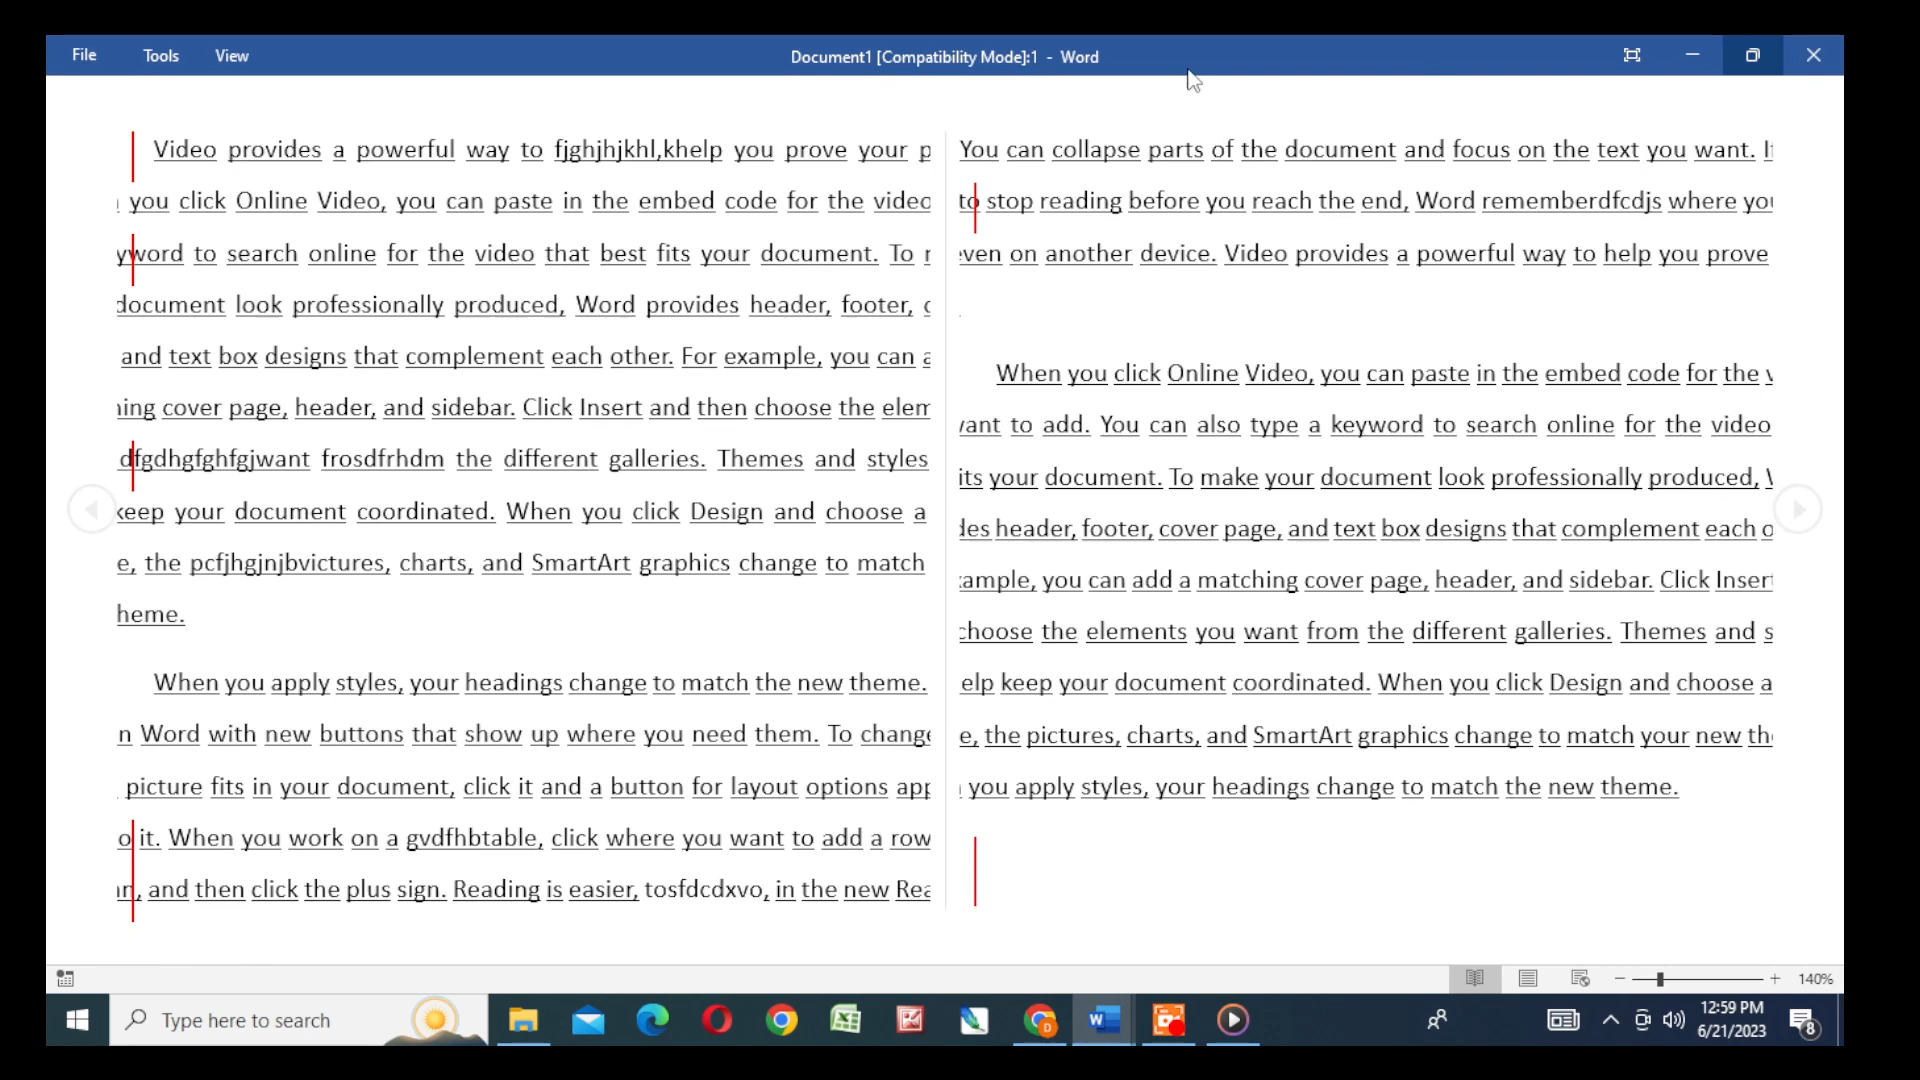 File Tools View Document1 [Compatibility Mode]:1 - Word
Video provides a powerful way to fjghjhjkhl,khelp you prove your p
you click Online Video, you can paste in the embed code for the video
yword to search online for the video that best fits your document. To
document look professionally produced, Word provides header, footer,
and text box designs that complement each other. For example, you can a
hing cover page, header, and sidebar. Click Insert and then choose the elem
dfgdhgfghfgjwant frosdfrhdm the different galleries. Themes and styles
keep your document coordinated. When you click Design and choose a
e, the pcfjhgjnjbvictures, charts, and SmartArt graphics change to match
heme.
When you apply styles, your headings change to match the new theme.
n Word with new buttons that show up where you need them. To change
picture fits in your document, click it and a button for layout options app
o it. When you work on a gvdfhbtable, click where you want to add a row
and then click the plus sign. Reading is easier, tosfdcdxvo, in the new Rea
You can collapse parts of the document and focus on the text you want. If
to stop reading before you reach the end, Word rememberdfcdjs where you
even on another device. Video provides a powerful way to help you prove
.
When you click Online Video, you can paste in the embed code for the v
want to add. You can also type a keyword to search online for the video
its your document. To make your document look professionally produced,
des header, footer, cover page, and text box designs that complement each o
ample, you can add a matching cover page, header, and sidebar. Click Insert
choose the elements you want from the different galleries. Themes and s
elp keep your document coordinated. When you click Design and choose a
e, the pictures, charts, and SmartArt graphics change to match your new th
you apply styles, your headings change to match the new theme.
140%
Type here to search
12:59 PM
6/21/2023
8